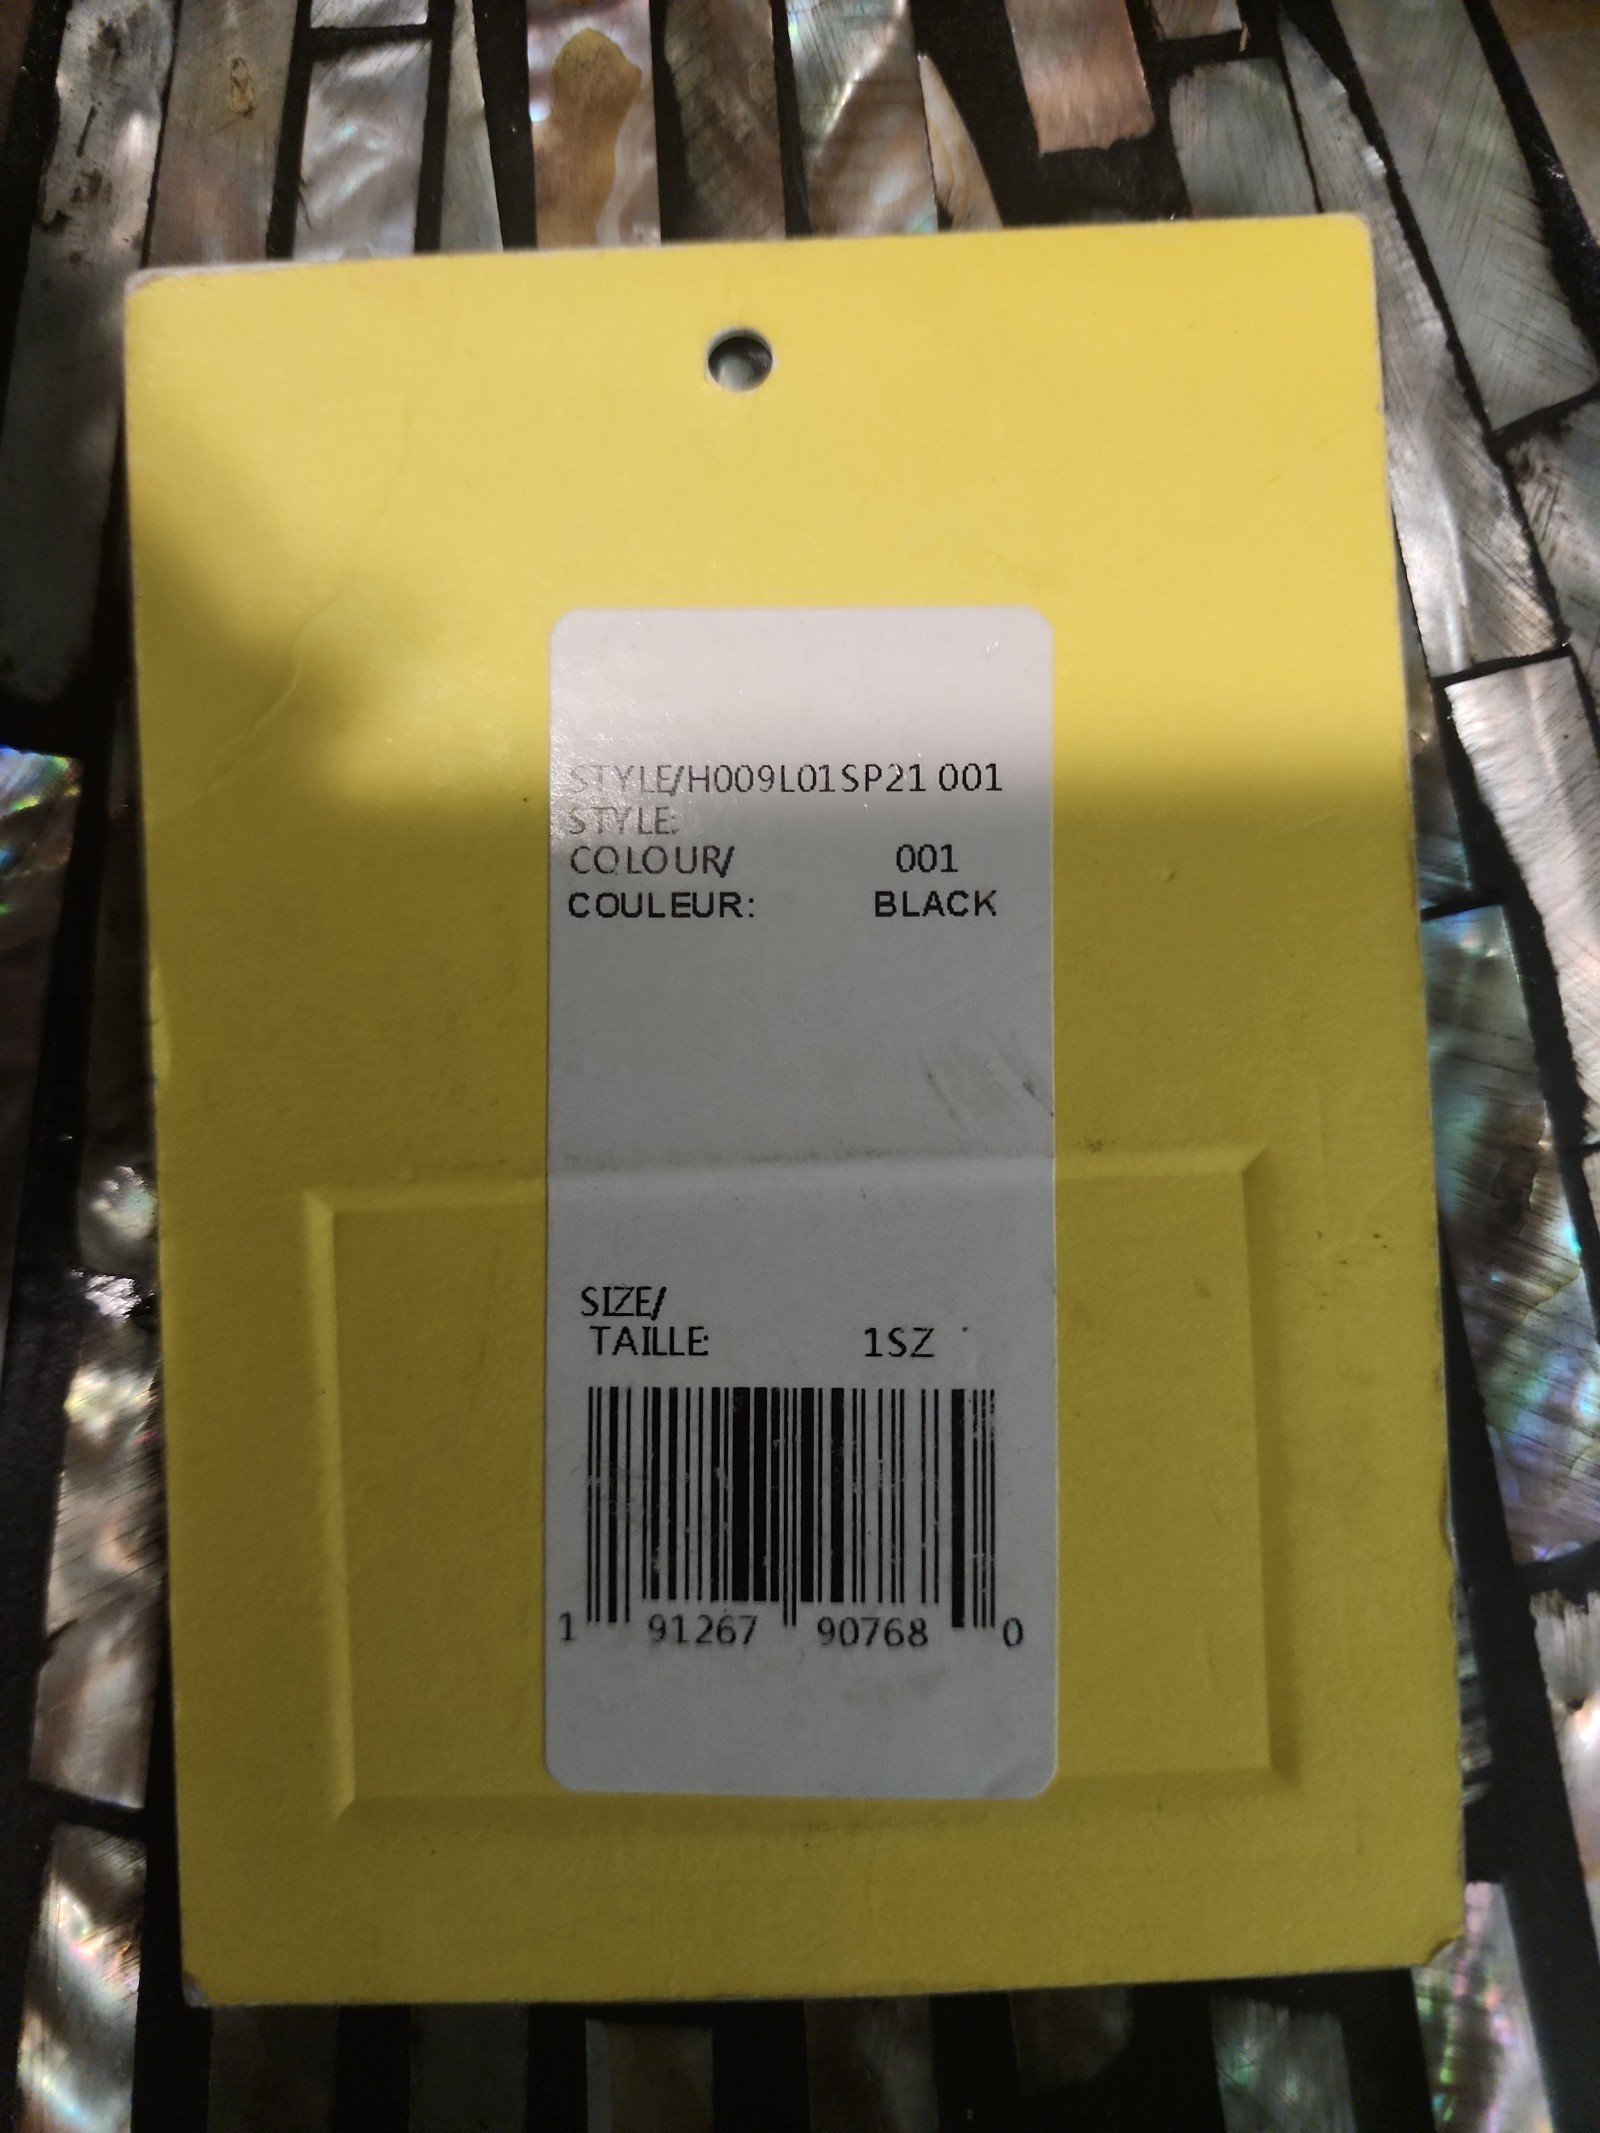 STYLE/H009L01SP21 001
STYLE:
COLOUR/ 001
COULEUR: BLACK
SIZE/
TAILLE: 1SZ
1 91267 90768 0